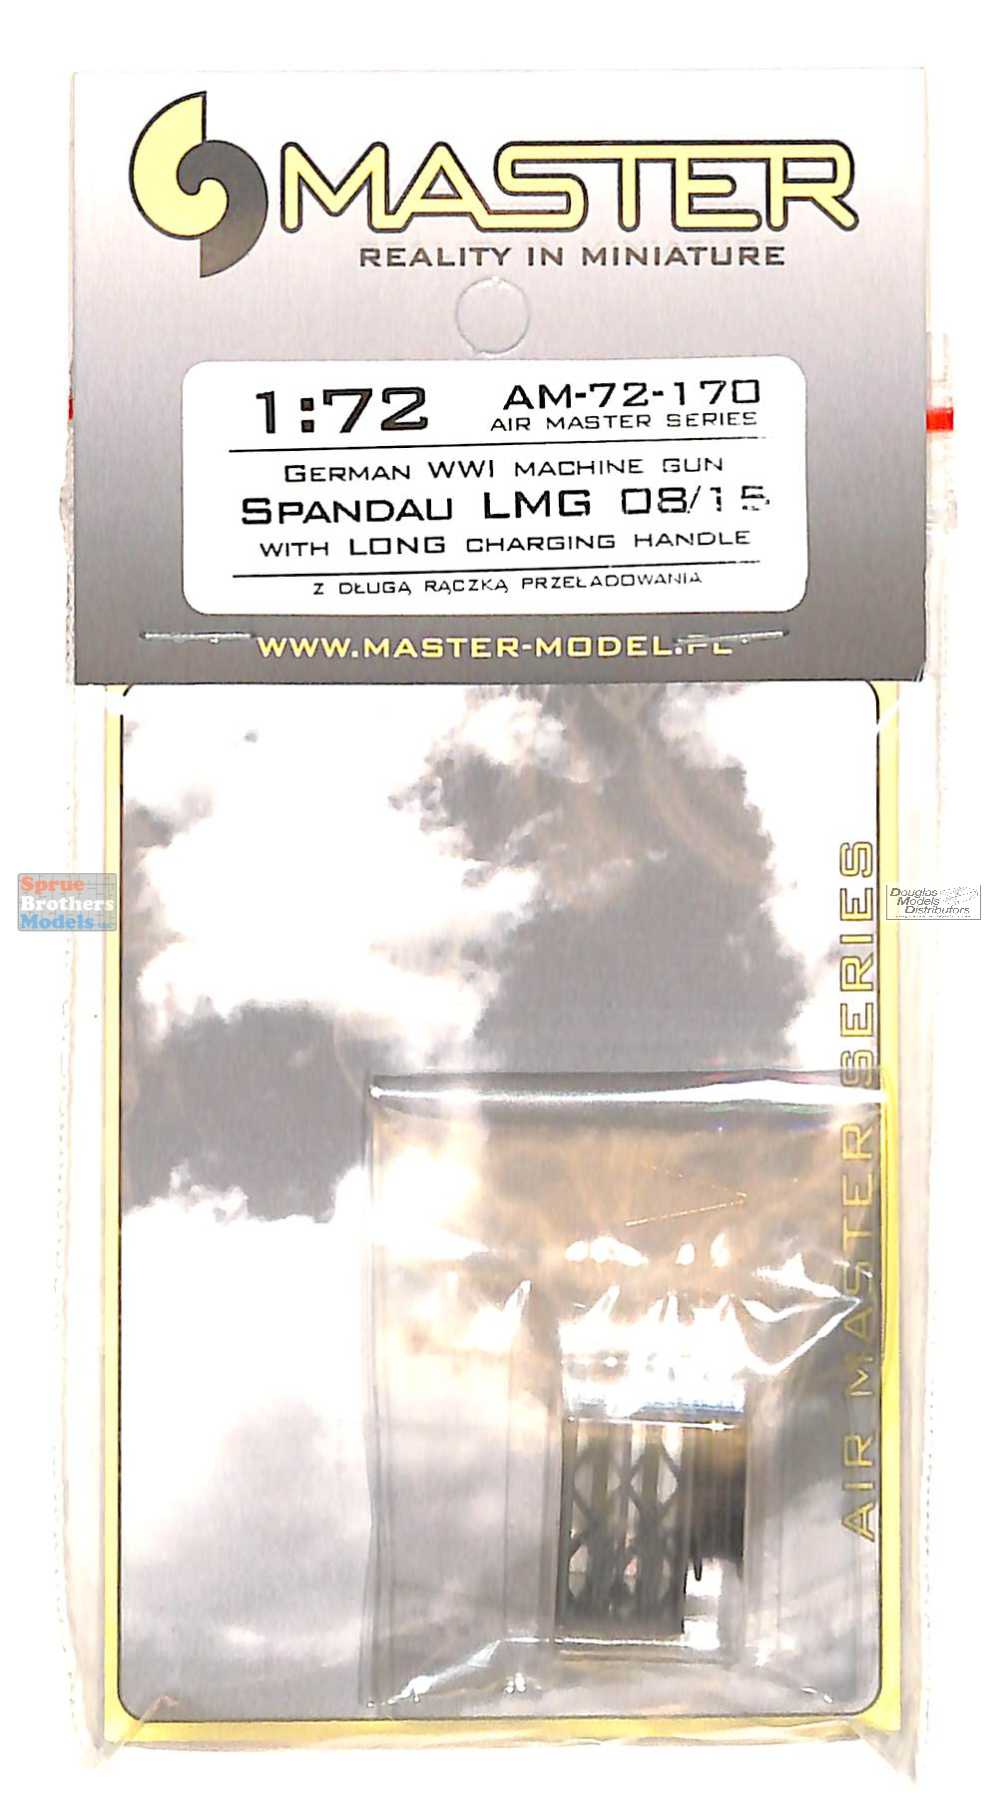 MASTER
REALITY IN MINIATURE
1:72
AM-72-170
AIR MASTER SERIES
GERMAN WWI MACHINE GUN
SPANDAU LMG 08/15
WITH LONG CHARGING HANDLE
Z DŁUGĄ RĄCZKĄ PRZEŁADOWANIA
WWW.MASTER-MODEL.PL
AIR MASTER SERIES
Sprue
Brothers
Models LLC
Douglas
Models
Distributors